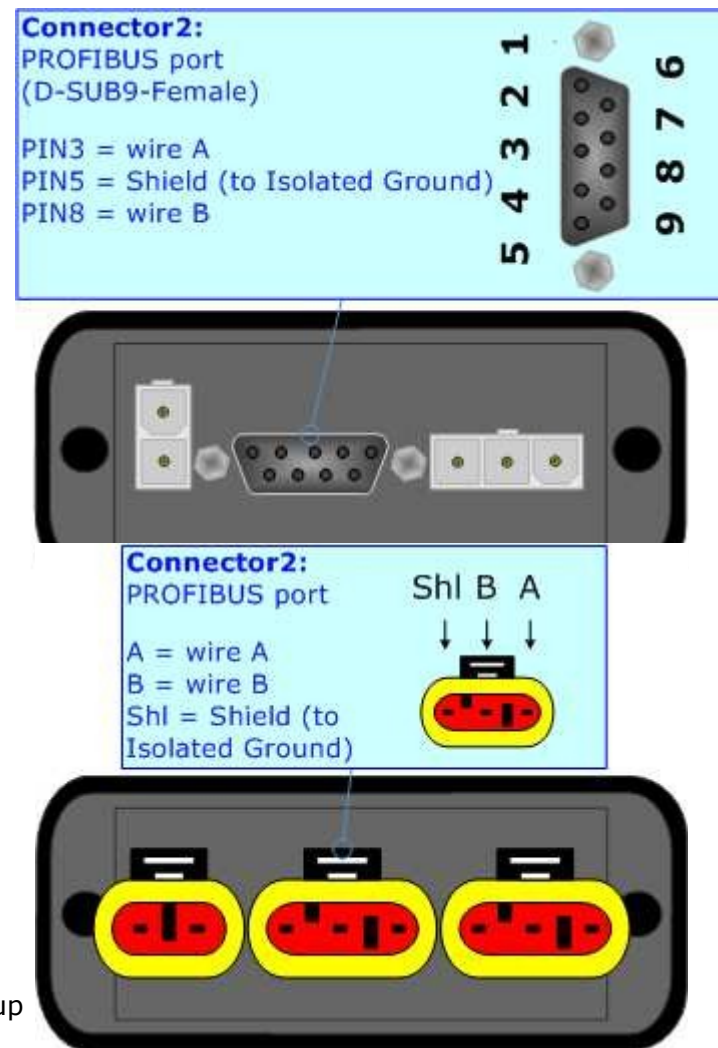 Connector2:
PROFIBUS port
(D-SUB9-Female)
PIN3 = wire A
PIN5 = Shield (to Isolated Ground)
PIN8 = wire B
1
2
3
4
5
6
7
8
9
Connector2:
PROFIBUS port
A = wire A
B = wire B
Shl = Shield (to
Isolated Ground)
Shl B A
up